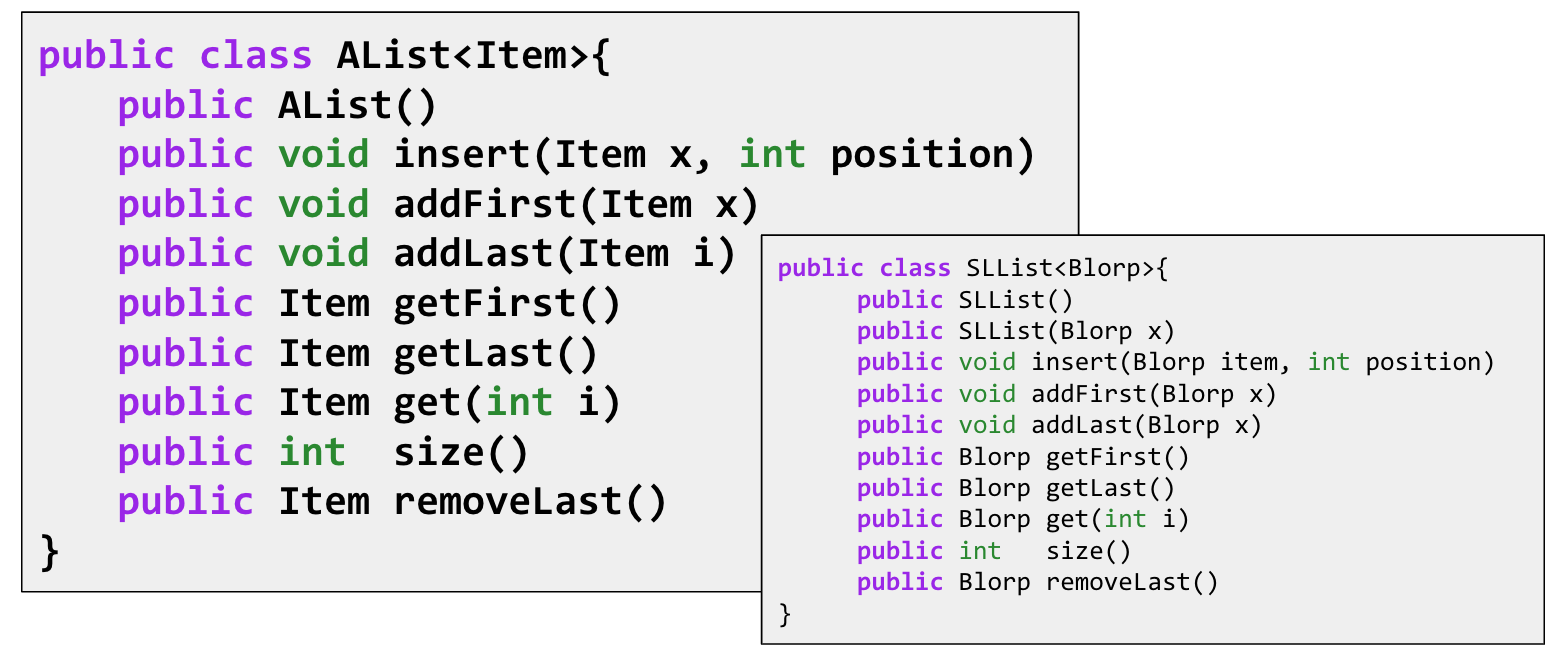 public class AList<Item>{
    public AList()
    public void insert(Item x, int position)
    public void addFirst(Item x)
    public void addLast(Item i)
    public Item getFirst()
    public Item getLast()
    public Item get(int i)
    public int  size()
    public Item removeLast()
}
public class SLList<Blorp>{
    public SLList()
    public SLList(Blorp x)
    public void insert(Blorp item, int position)
    public void addFirst(Blorp x)
    public void addLast(Blorp x)
    public Blorp getFirst()
    public Blorp getLast()
    public Blorp get(int i)
    public int   size()
    public Blorp removeLast()
}